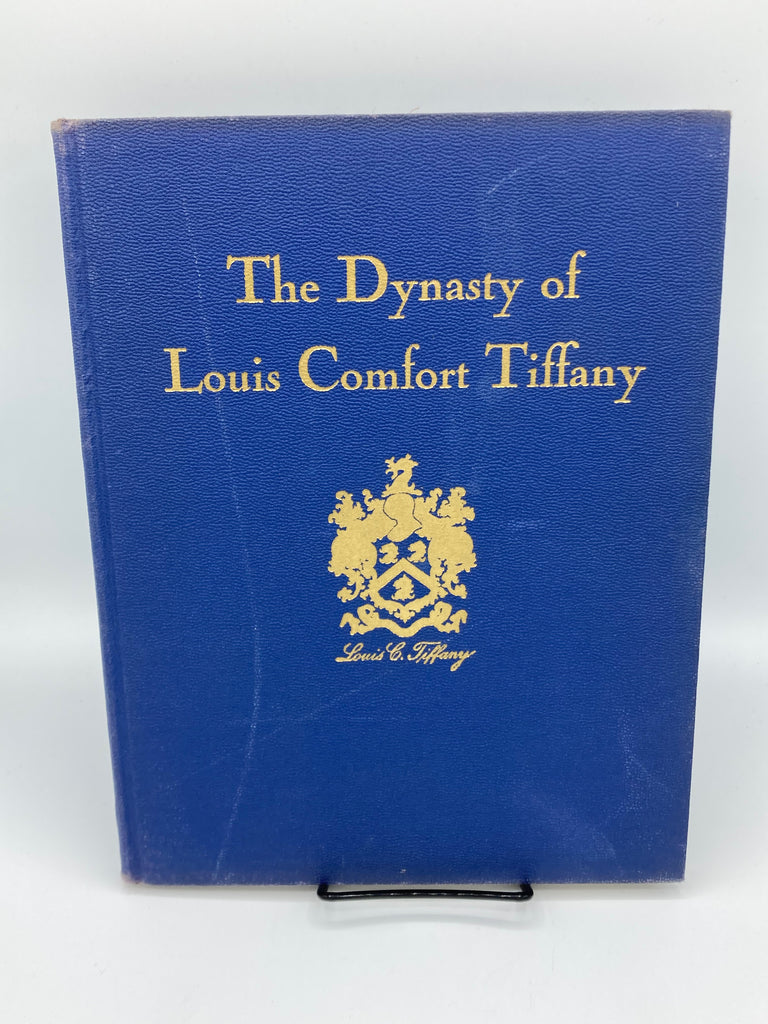 The Dynasty of
Louis Comfort Tiffany
Louis C. Tiffany